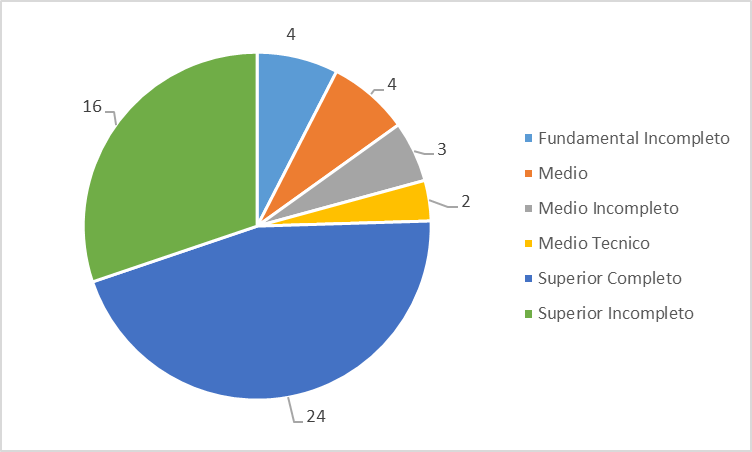 4
4
3
2
24
16
Fundamental Incompleto
Medio
Medio Incompleto
Medio Tecnico
Superior Completo
Superior Incompleto